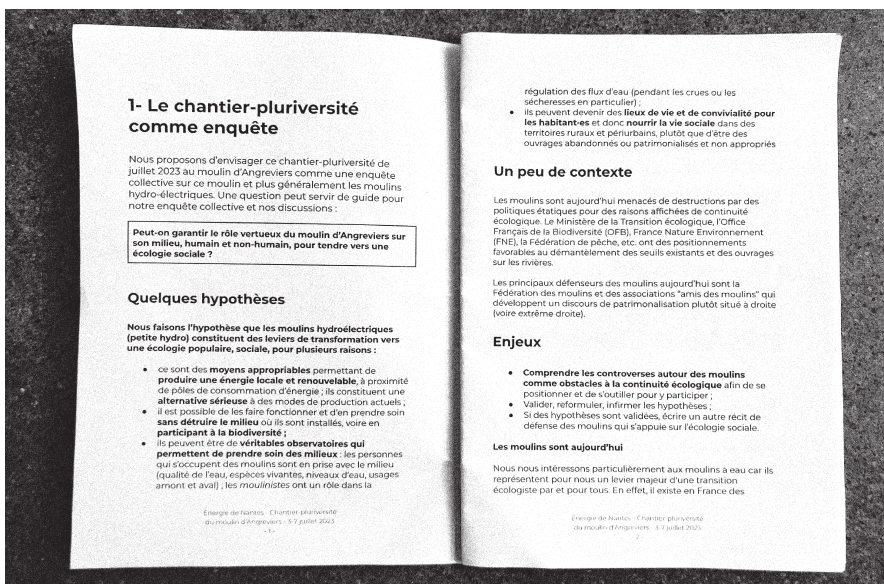 1- Le chantier-pluriversité
comme enquête
Nous proposons d'envisager ce chantier-pluriversité de
juillet 2023 au moulin d'Angreviers comme une enquête
collective sur ce moulin et plus généralement les moulins
hydro-électriques. Une question peut servir de guide pour
notre enquête collective et nos discussions :
Peut-on garantir le rôle vertueux du moulin d'Angreviers sur
son milieu, humain et non-humain, pour tendre vers une
écologie sociale ?
Quelques hypothèses
Nous faisons l'hypothèse que les moulins hydroélectriques
(petite hydro) constituent des leviers de transformation vers
une écologie populaire, sociale, pour plusieurs raisons :
• ce sont des moyens appropriables permettant de
produire une énergie locale et renouvelable, à proximité
de pôles de consommation d'énergie ; ils constituent une
alternative sérieuse à des modes de production actuels ;
• il est possible de les faire fonctionner et d'en prendre soin
sans détruire le milieu où ils sont installés, voire en
participant à la biodiversité ;
• ils peuvent être de véritables observatoires qui
permettent de prendre soin des milieux : les personnes
qui s'occupent des moulins sont en prise avec le milieu
(qualité de l'eau, espèces vivantes, niveaux d'eau, usages
amont et aval) ; les moulinistes ont un rôle dans la
Énergie de Nantes - Chantier-pluriversité
du moulin d'Angreviers - 3-7 juillet 2023
- 1 -
régulation des flux d'eau (pendant les crues ou les
sécheresses en particulier) ;
• ils peuvent devenir des lieux de vie et de convivialité pour
les habitant·es et donc nourrir la vie sociale dans des
territoires ruraux et périurbains, plutôt que d'être des
ouvrages abandonnés ou patrimonialisés et non appropriés
Un peu de contexte
Les moulins sont aujourd'hui menacés de destructions par des
politiques étatiques pour des raisons affichées de continuité
écologique. Le Ministère de la Transition écologique, l'Office
Français de la Biodiversité (OFB), France Nature Environnement
(FNE), la Fédération de pêche, etc. ont des positionnements
favorables au démantèlement des seuils existants et des ouvrages
sur les rivières.
Les principaux défenseurs des moulins aujourd'hui sont la
Fédération des moulins et des associations "amis des moulins" qui
développent un discours de patrimonalisation plutôt situé à droite
(voire extrême droite).
Enjeux
• Comprendre les controverses autour des moulins
comme obstacles à la continuité écologique afin de se
positionner et de s'outiller pour y participer ;
• Valider, reformuler, infirmer les hypothèses ;
• Si des hypothèses sont validées, écrire un autre récit de
défense des moulins qui s'appuie sur l'écologie sociale.
Les moulins sont aujourd'hui
Nous nous intéressons particulièrement aux moulins à eau car ils
représentent pour nous un levier majeur d'une transition
écologiste par et pour tous. En effet, il existe en France des
Énergie de Nantes - Chantier-pluriversité
du moulin d'Angreviers - 3-7 juillet 2023
- 2 -